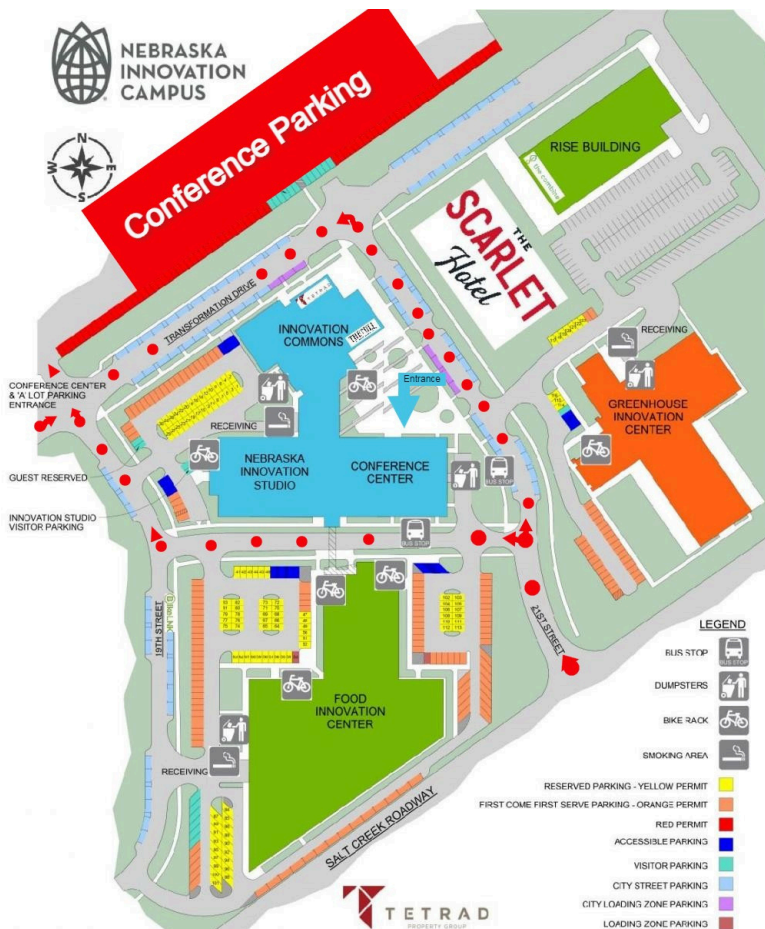 NEBRASKA
INNOVATION
CAMPUS
N
W
E
S
Conference Parking
RISE BUILDING
the combine
THE
SCARLET
Hotel
TRANSFORMATION DRIVE
TETRAD
INNOVATION
COMMONS
RECEIVING
CONFERENCE CENTER
& 'A' LOT PARKING
ENTRANCE
Entrance
GREENHOUSE
INNOVATION
CENTER
RECEIVING
GUEST RESERVED
NEBRASKA
INNOVATION
STUDIO
CONFERENCE
CENTER
BUS STOP
INNOVATION STUDIO
VISITOR PARKING
BUS STOP
19TH STREET
21ST STREET
FOOD
INNOVATION
CENTER
RECEIVING
SALT CREEK ROADWAY
LEGEND
BUS STOP
BUS STOP
DUMPSTERS
BIKE RACK
SMOKING AREA
RESERVED PARKING - YELLOW PERMIT
FIRST COME FIRST SERVE PARKING - ORANGE PERMIT
RED PERMIT
ACCESSIBLE PARKING
VISITOR PARKING
CITY STREET PARKING
CITY LOADING ZONE PARKING
LOADING ZONE PARKING
TETRAD
PROPERTY GROUP